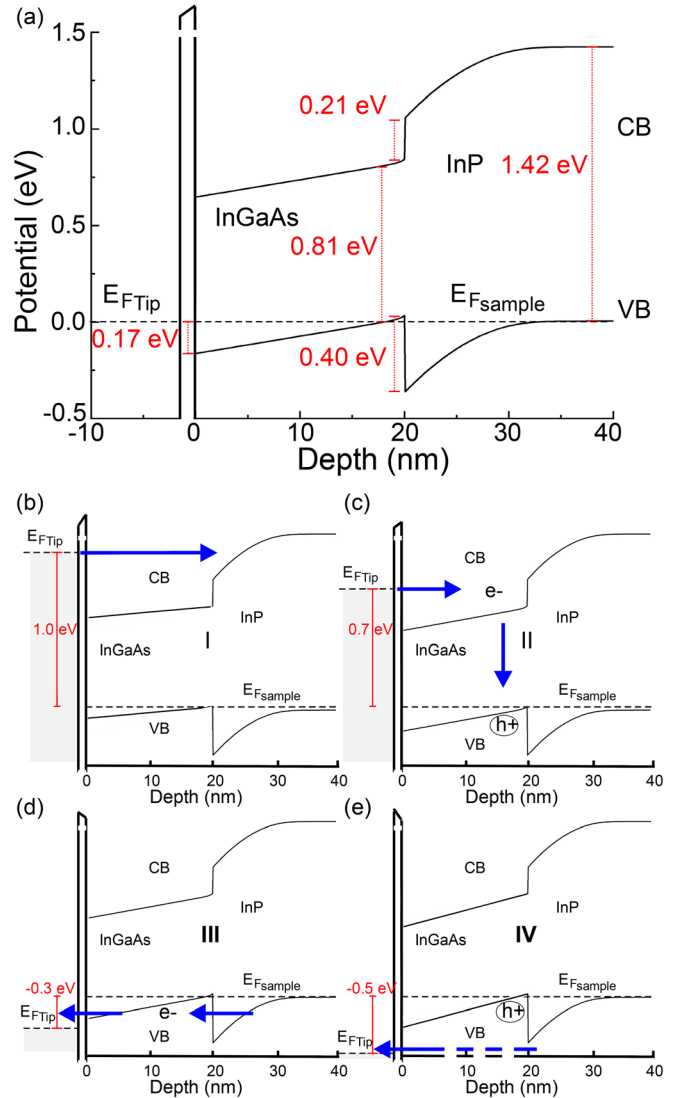 (a)
1.5
1.0
0.5
0.0
-0.5
Potential (eV)
0.21 eV
CB
InP
1.42 eV
InGaAs
0.81 eV
EFTip
EFsample
VB
0.17 eV
0.40 eV
-10
0
10
20
30
40
Depth (nm)
(b)
EFTip
CB
1.0 eV
InGaAs
I
InP
EFsample
VB
0
10
20
30
40
Depth (nm)
(c)
EFTip
CB
e-
0.7 eV
InGaAs
II
InP
EFsample
h+
VB
0
10
20
30
40
Depth (nm)
(d)
CB
InGaAs
III
InP
-0.3 eV
EFsample
EFTip
e-
VB
0
10
20
30
40
Depth (nm)
(e)
CB
InGaAs
IV
InP
-0.5 eV
EFsample
h+
EFTip
VB
0
10
20
30
40
Depth (nm)